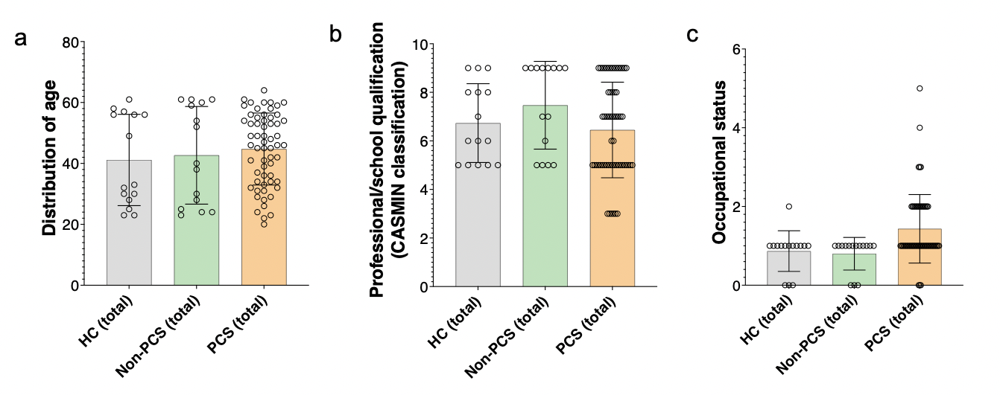 a
Distribution of age
80
60
40
20
0
HC (total)
Non-PCS (total)
PCS (total)
b
Professional/school qualification
(CASMIN classification)
10
8
6
4
2
0
HC (total)
Non-PCS (total)
PCS (total)
c
Occupational status
6
4
2
0
HC (total)
Non-PCS (total)
PCS (total)